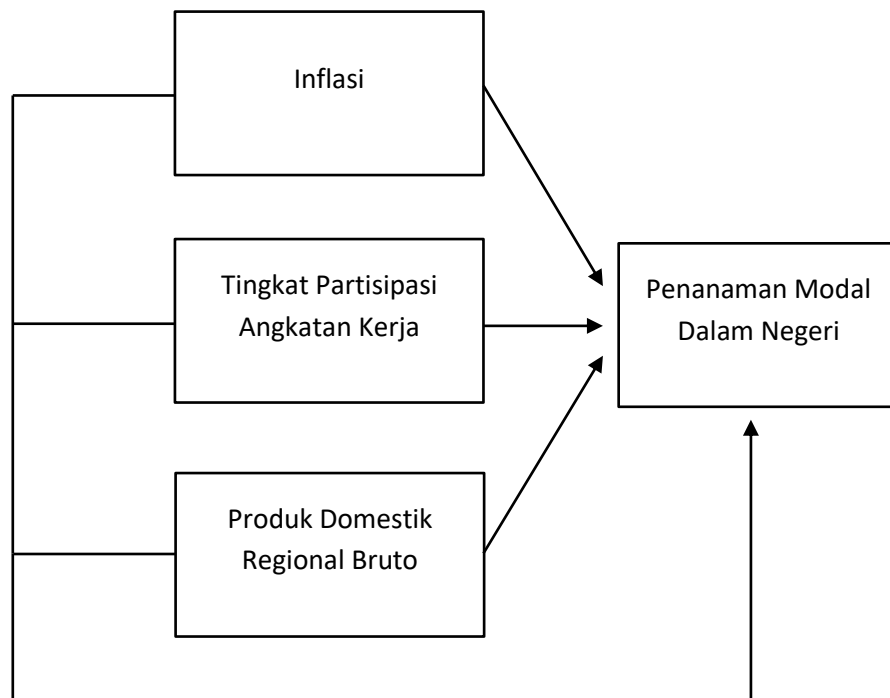 Inflasi
Tingkat Partisipasi
Angkatan Kerja
Penanaman Modal
Dalam Negeri
Produk Domestik
Regional Bruto